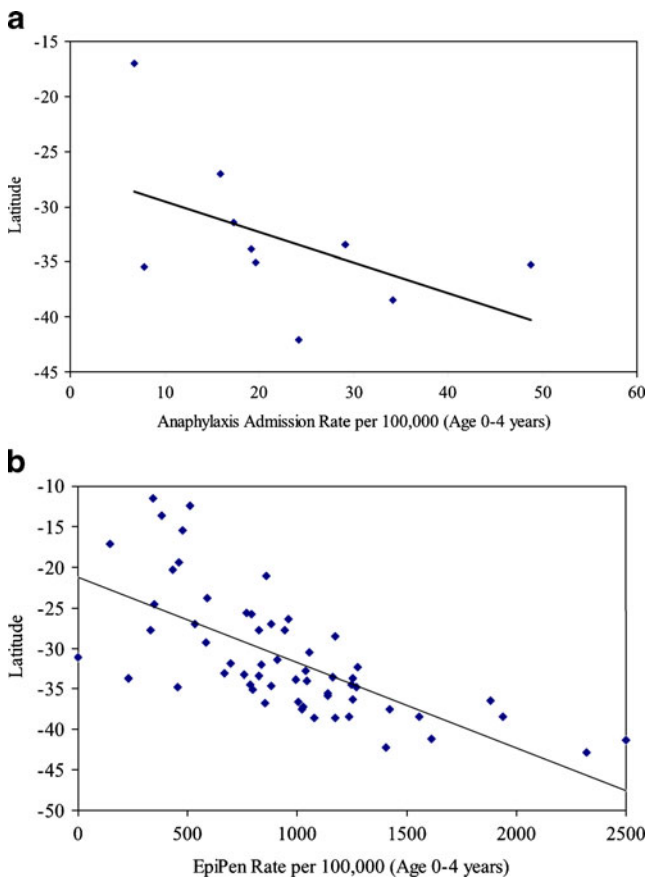 a
-15
-20
-25
-30
-35
-40
-45
Latitude
0 10 20 30 40 50 60
Anaphylaxis Admission Rate per 100,000 (Age 0-4 years)
b
-10
-15
-20
-25
-30
-35
-40
-45
-50
Latitude
0 500 1000 1500 2000 2500
EpiPen Rate per 100,000 (Age 0-4 years)